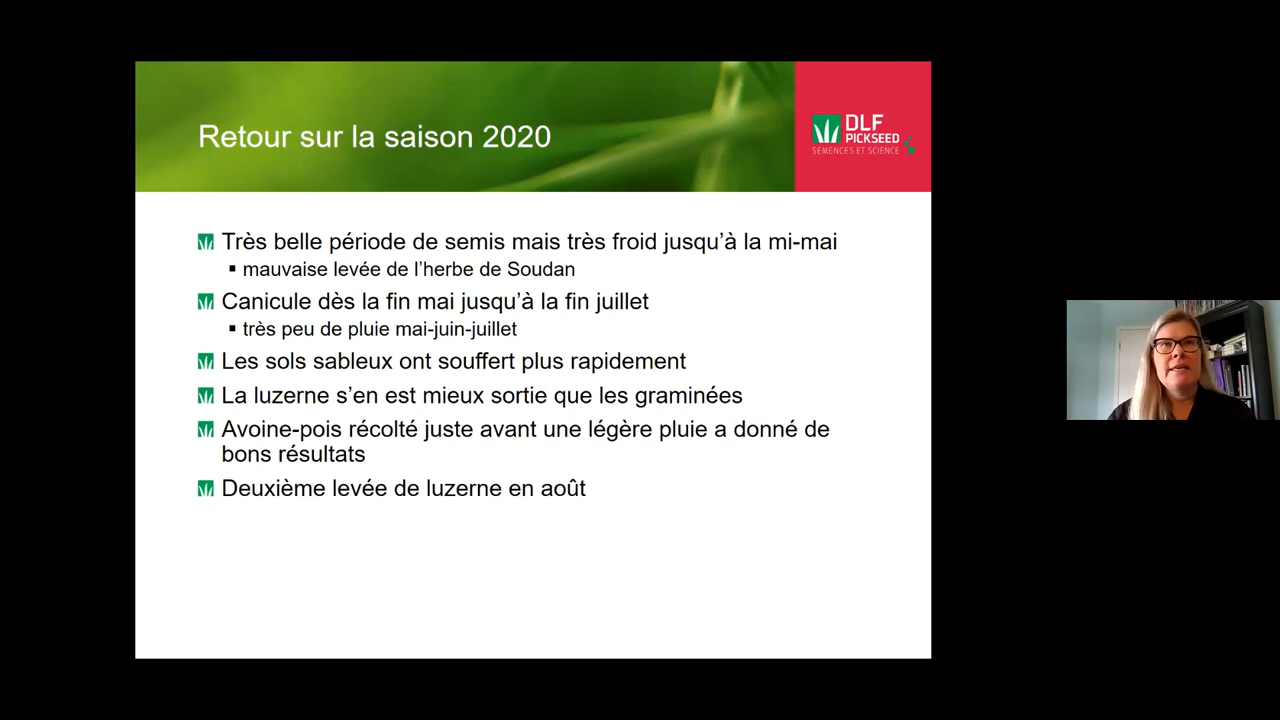 Retour sur la saison 2020
DLF
PICKSEED
SEMENCES ET SCIENCE
Très belle période de semis mais très froid jusqu'à la mi-mai
mauvaise levée de l'herbe de Soudan
Canicule dès la fin mai jusqu'à la fin juillet
très peu de pluie mai-juin-juillet
Les sols sableux ont souffert plus rapidement
La luzerne s'en est mieux sortie que les graminées
Avoine-pois récolté juste avant une légère pluie a donné de
bons résultats
Deuxième levée de luzerne en août